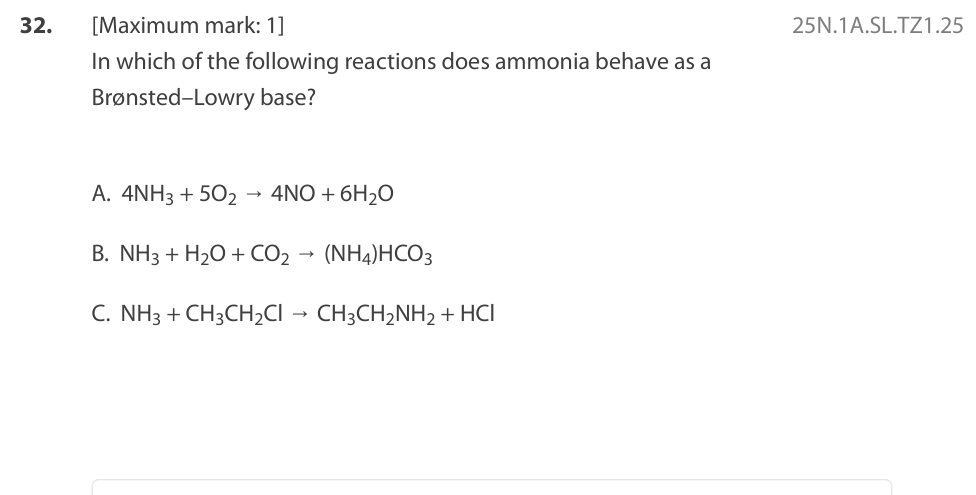 32. [Maximum mark: 1] 25N.1A.SL.TZ1.25
In which of the following reactions does ammonia behave as a
Brønsted–Lowry base?
A. 4NH₃ + 5O₂ → 4NO + 6H₂O
B. NH₃ + H₂O + CO₂ → (NH₄)HCO₃
C. NH₃ + CH₃CH₂Cl → CH₃CH₂NH₂ + HCl